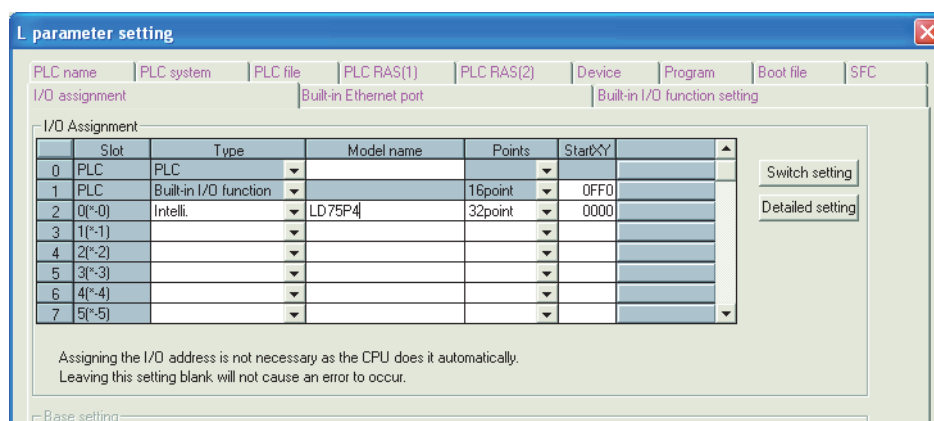 L parameter setting
PLC name PLC system PLC file PLC RAS(1) PLC RAS(2) Device Program Boot file SFC
I/O assignment Built-in Ethernet port Built-in I/O function setting
I/O Assignment
Slot Type Model name Points StartXY
0 PLC PLC
1 PLC Built-in I/O function 16point 0FF0
2 0(*-0) Intelli. LD75P4 32point 0000
3 1(*-1)
4 2(*-2)
5 3(*-3)
6 4(*-4)
7 5(*-5)
Switch setting
Detailed setting
Assigning the I/O address is not necessary as the CPU does it automatically.
Leaving this setting blank will not cause an error to occur.
Base setting